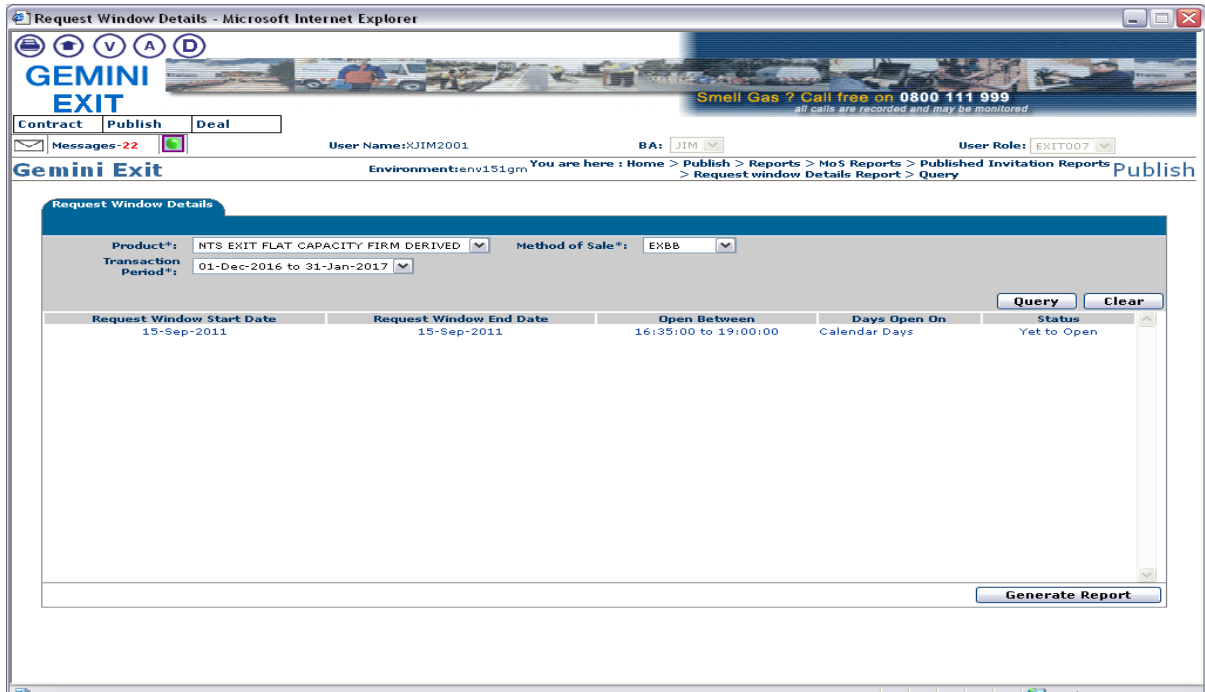 Request Window Details - Microsoft Internet Explorer
V A D
GEMINI
EXIT
Smell Gas ? Call free on 0800 111 999
all calls are recorded and may be monitored
Contract Publish Deal
Messages-22 User Name:XJIM2001 BA: JIM User Role: EXIT007
Gemini Exit Environment:env151gm You are here : Home > Publish > Reports > MoS Reports > Published Invitation Reports
> Request window Details Report > Query Publish
Request Window Details
Product*: NTS EXIT FLAT CAPACITY FIRM DERIVED Method of Sale*: EXBB
Transaction
Period*: 01-Dec-2016 to 31-Jan-2017
Query Clear
Request Window Start Date Request Window End Date Open Between Days Open On Status
15-Sep-2011 15-Sep-2011 16:35:00 to 19:00:00 Calendar Days Yet to Open
Generate Report